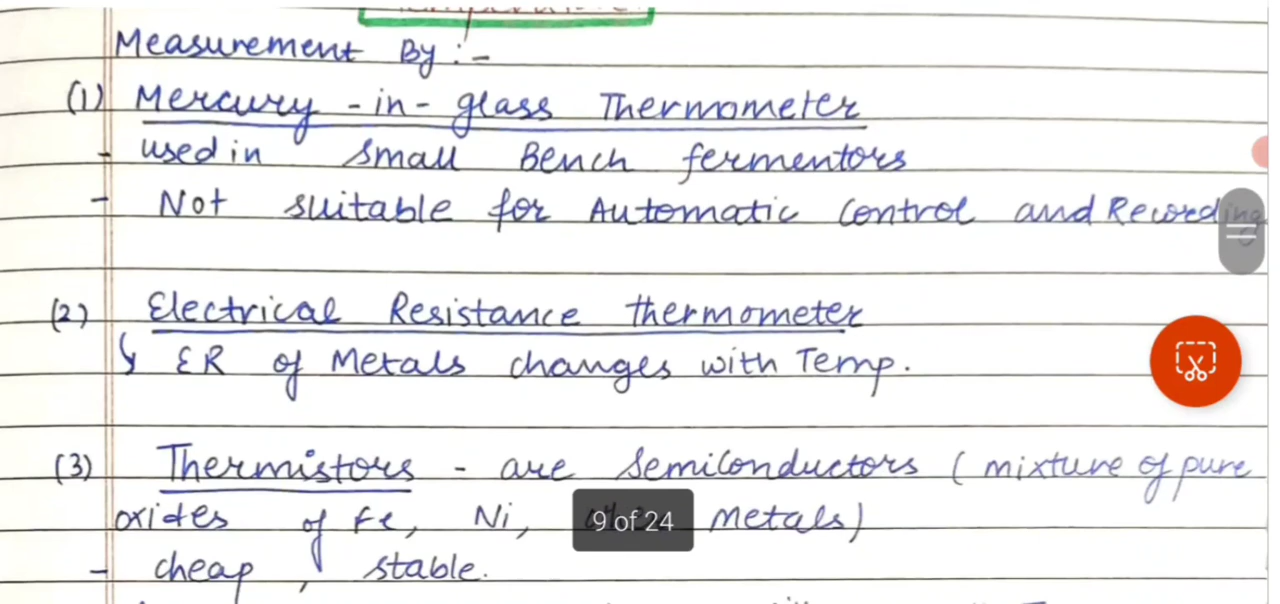 Measurement By :-
(1) Mercury - in - glass Thermometer
- used in small Bench fermentors
- Not suitable for Automatic Control and Recording
(2) Electrical Resistance thermometer
↳ ER of Metals changes with Temp.
(3) Thermistors - are Semiconductors ( mixture of pure
oxides of Fe, Ni, metals)
9 of 24
- cheap, stable.